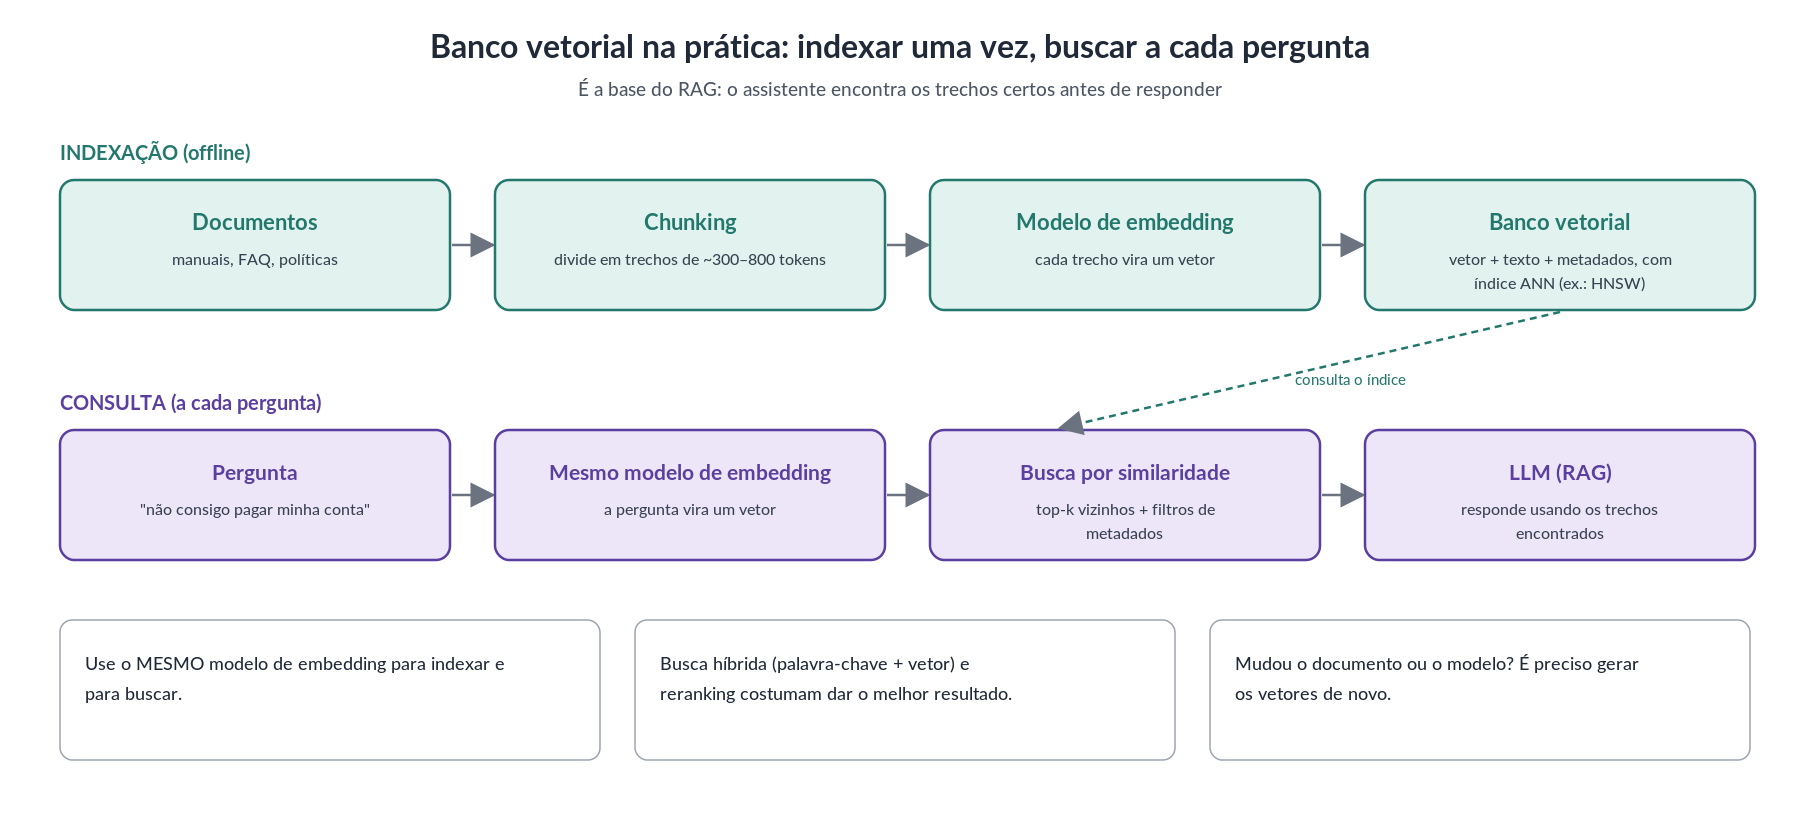 Banco vetorial na prática: indexar uma vez, buscar a cada pergunta
É a base do RAG: o assistente encontra os trechos certos antes de responder
INDEXAÇÃO (offline)
Documentos
manuais, FAQ, políticas
Chunking
divide em trechos de ~300–800 tokens
Modelo de embedding
cada trecho vira um vetor
Banco vetorial
vetor + texto + metadados, com
índice ANN (ex.: HNSW)
consulta o índice
CONSULTA (a cada pergunta)
Pergunta
"não consigo pagar minha conta"
Mesmo modelo de embedding
a pergunta vira um vetor
Busca por similaridade
top-k vizinhos + filtros de
metadados
LLM (RAG)
responde usando os trechos
encontrados
Use o MESMO modelo de embedding para indexar e
para buscar.
Busca híbrida (palavra-chave + vetor) e
reranking costumam dar o melhor resultado.
Mudou o documento ou o modelo? É preciso gerar
os vetores de novo.